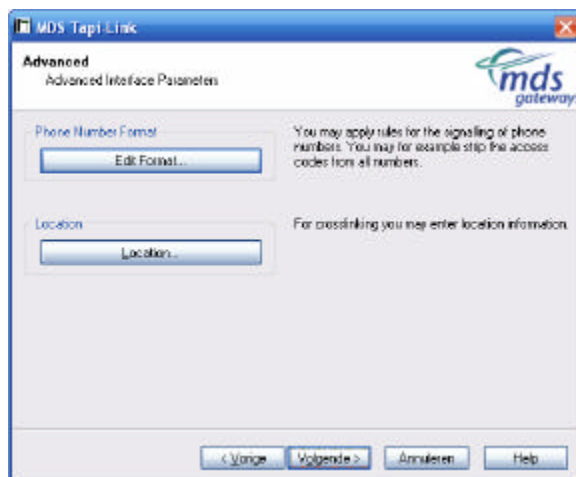 MDS Tapi-Link
Advanced
Advanced Interface Parameters
mds
gateway
Phone Number Format
Edit Format...
You may apply rules for the signalling of phone
numbers. You may for example strip the access
codes from all numbers.
Location
Location...
For crosslinking you may enter location information.
< Vorige
Volgende >
Annuleren
Help